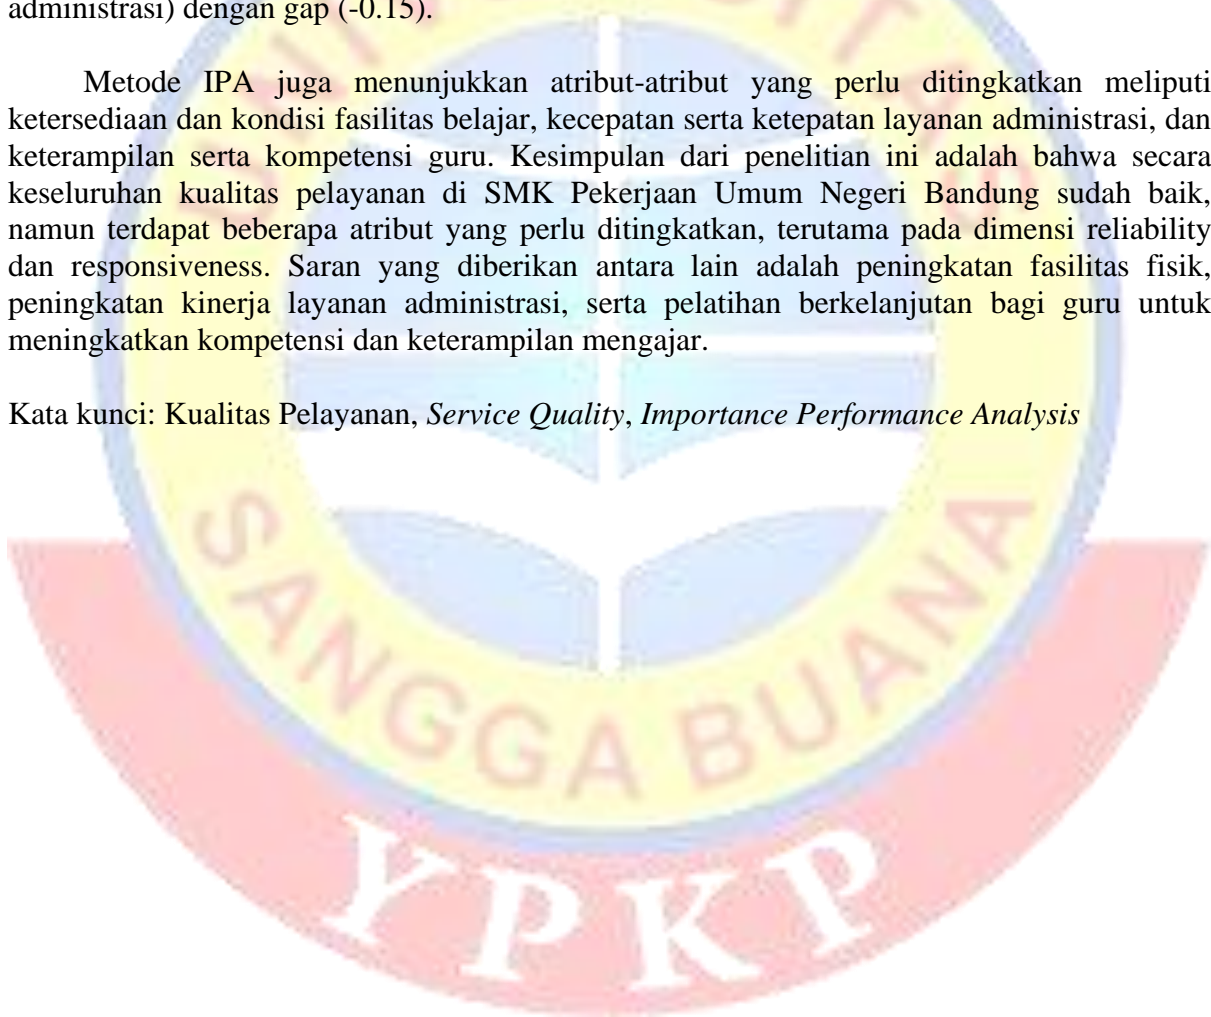 administrasi) dengan gap (-0.15).
Metode IPA juga menunjukkan atribut-atribut yang perlu ditingkatkan meliputi
ketersediaan dan kondisi fasilitas belajar, kecepatan serta ketepatan layanan administrasi, dan
keterampilan serta kompetensi guru. Kesimpulan dari penelitian ini adalah bahwa secara
keseluruhan kualitas pelayanan di SMK Pekerjaan Umum Negeri Bandung sudah baik,
namun terdapat beberapa atribut yang perlu ditingkatkan, terutama pada dimensi reliability
dan responsiveness. Saran yang diberikan antara lain adalah peningkatan fasilitas fisik,
peningkatan kinerja layanan administrasi, serta pelatihan berkelanjutan bagi guru untuk
meningkatkan kompetensi dan keterampilan mengajar.
Kata kunci: Kualitas Pelayanan, Service Quality, Importance Performance Analysis
SANGGA BUANA
YPKP